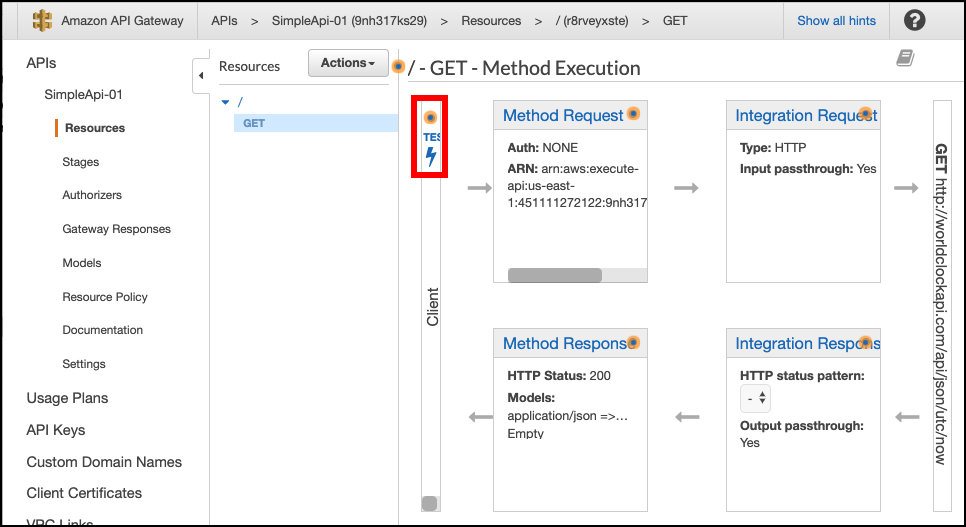 Amazon API Gateway APIs > SimpleApi-01 (9nh317ks29) > Resources > / (r8rveyxste) > GET Show all hints ?
APIs
SimpleApi-01
Resources
Stages
Authorizers
Gateway Responses
Models
Resource Policy
Documentation
Settings
Usage Plans
API Keys
Custom Domain Names
Client Certificates
VPC Links
Resources Actions
/
GET
/ - GET - Method Execution
TES
Client
Method Request
Auth: NONE
ARN: arn:aws:execute-
api:us-east-
1:451111272122:9nh317
Integration Request
Type: HTTP
Input passthrough: Yes
GET http://worldclockapi.com/api/json/utc/now
Method Respons
HTTP Status: 200
Models:
application/json =>...
Empty
Integration Respons
HTTP status pattern:
-
Output passthrough:
Yes